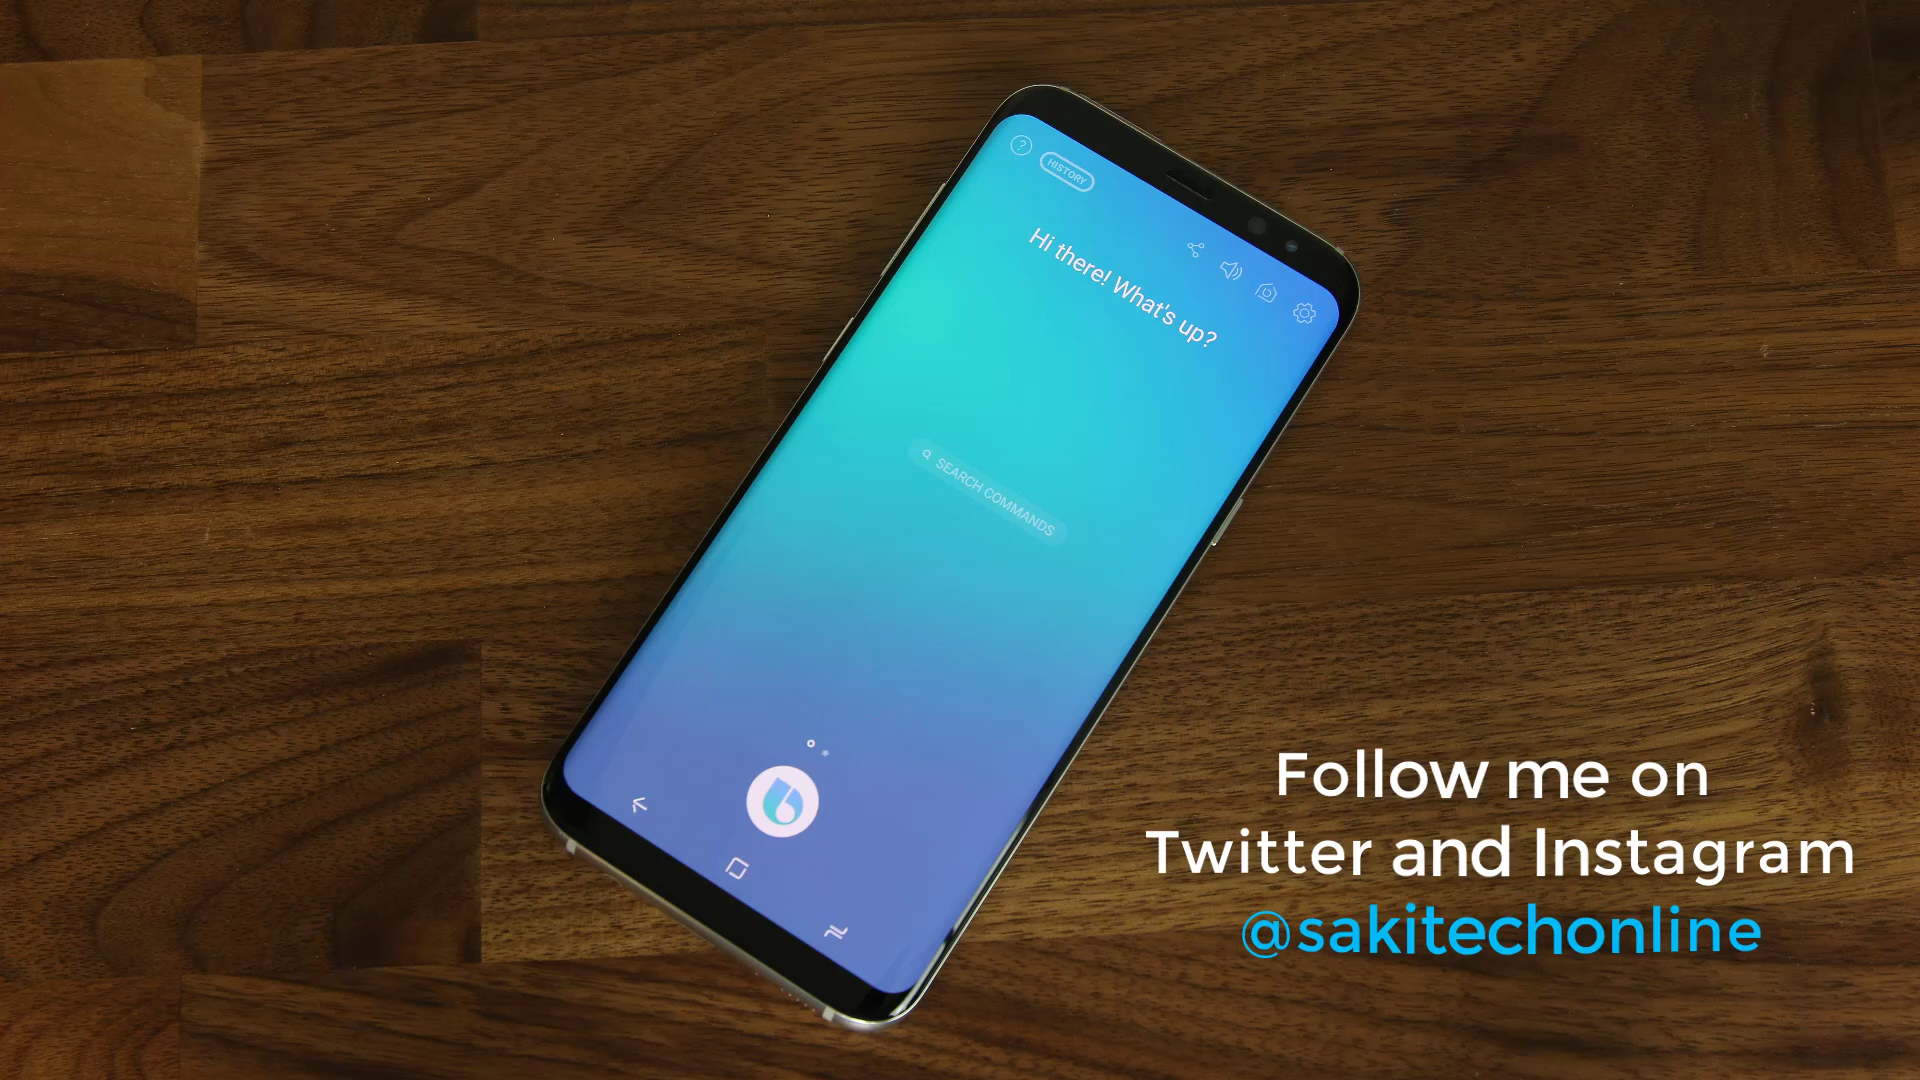 ?
HISTORY
Hi there! What's up?
SEARCH COMMANDS
Follow me on
Twitter and Instagram
@sakitechonline